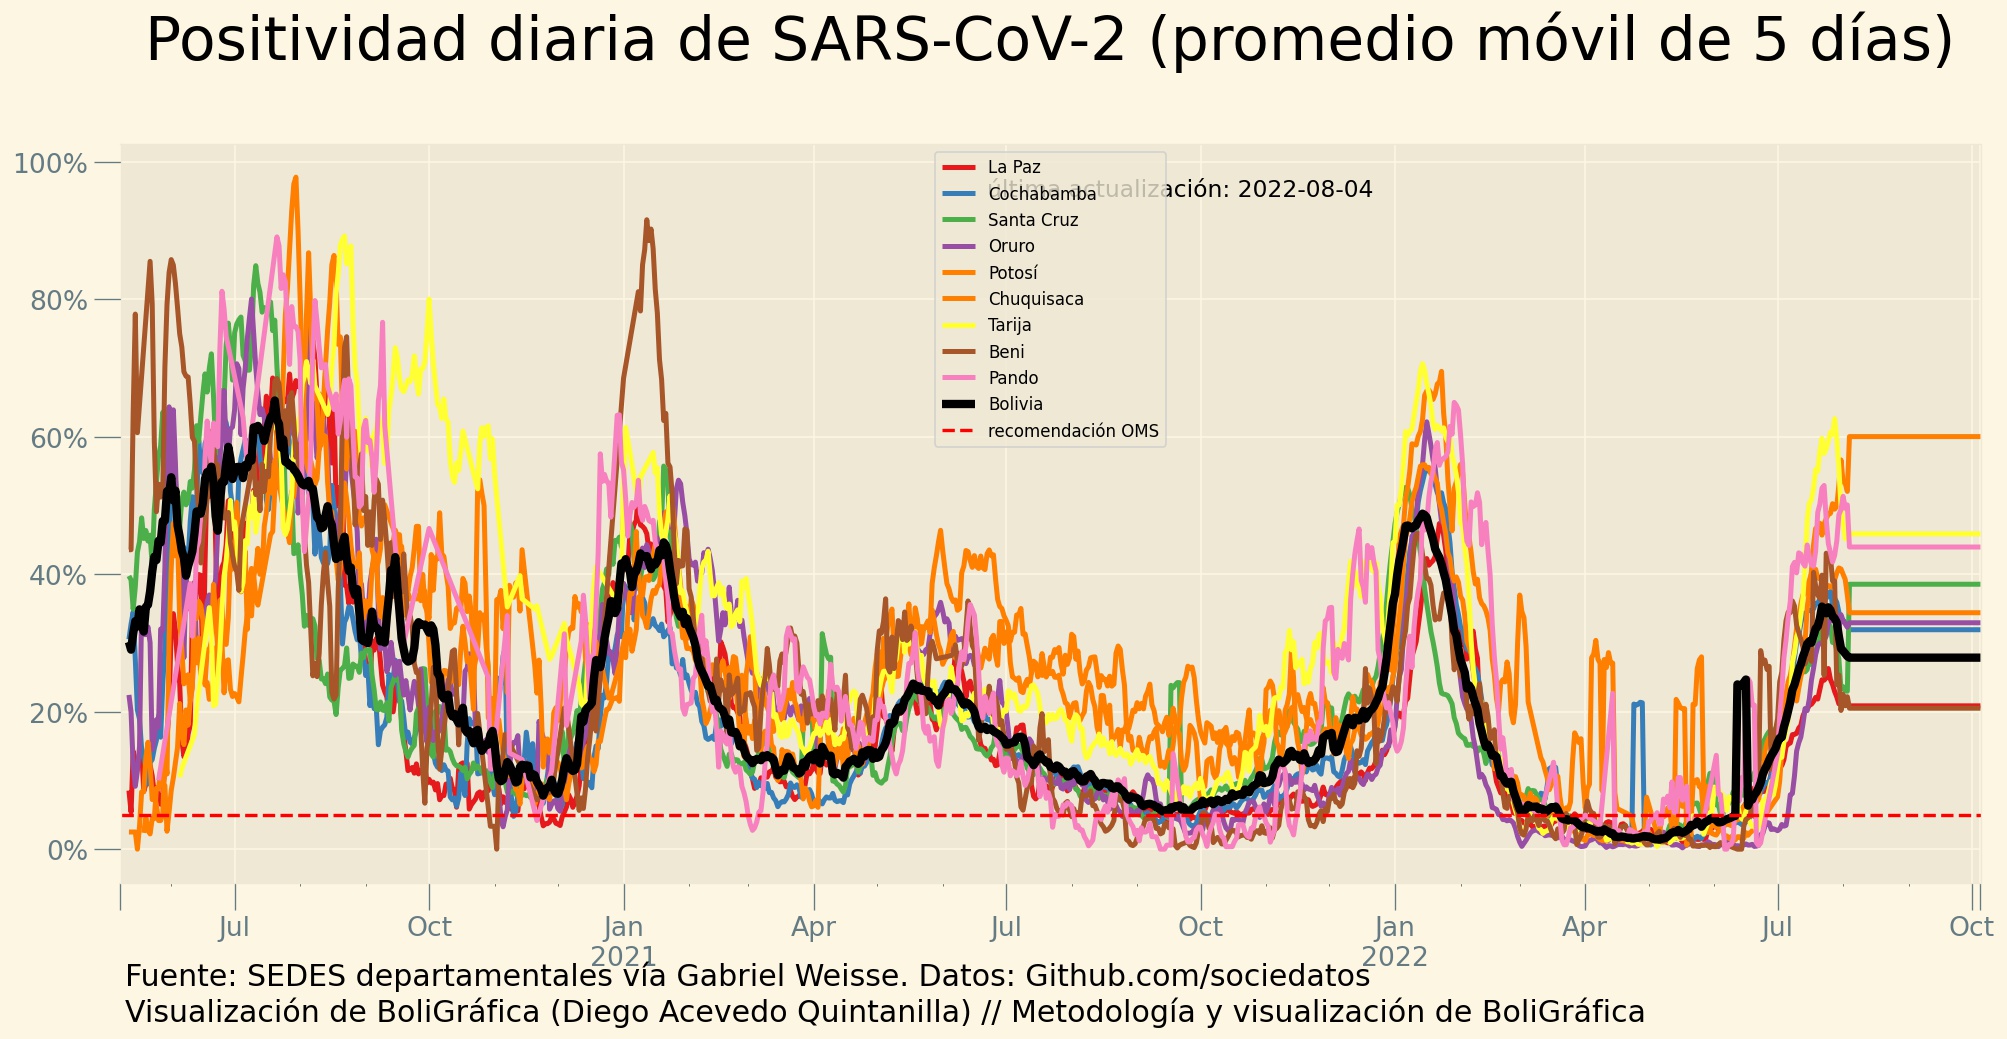 Positividad diaria de SARS-CoV-2 (promedio móvil de 5 días)
100%
80%
60%
40%
20%
0%
última actualización: 2022-08-04
La Paz
Cochabamba
Santa Cruz
Oruro
Potosí
Chuquisaca
Tarija
Beni
Pando
Bolivia
recomendación OMS
Jul Oct Jan Apr Jul Oct Jan Apr Jul Oct
2021 2022
Fuente: SEDES departamentales vía Gabriel Weisse. Datos: Github.com/sociedatos
Visualización de BoliGráfica (Diego Acevedo Quintanilla) // Metodología y visualización de BoliGráfica